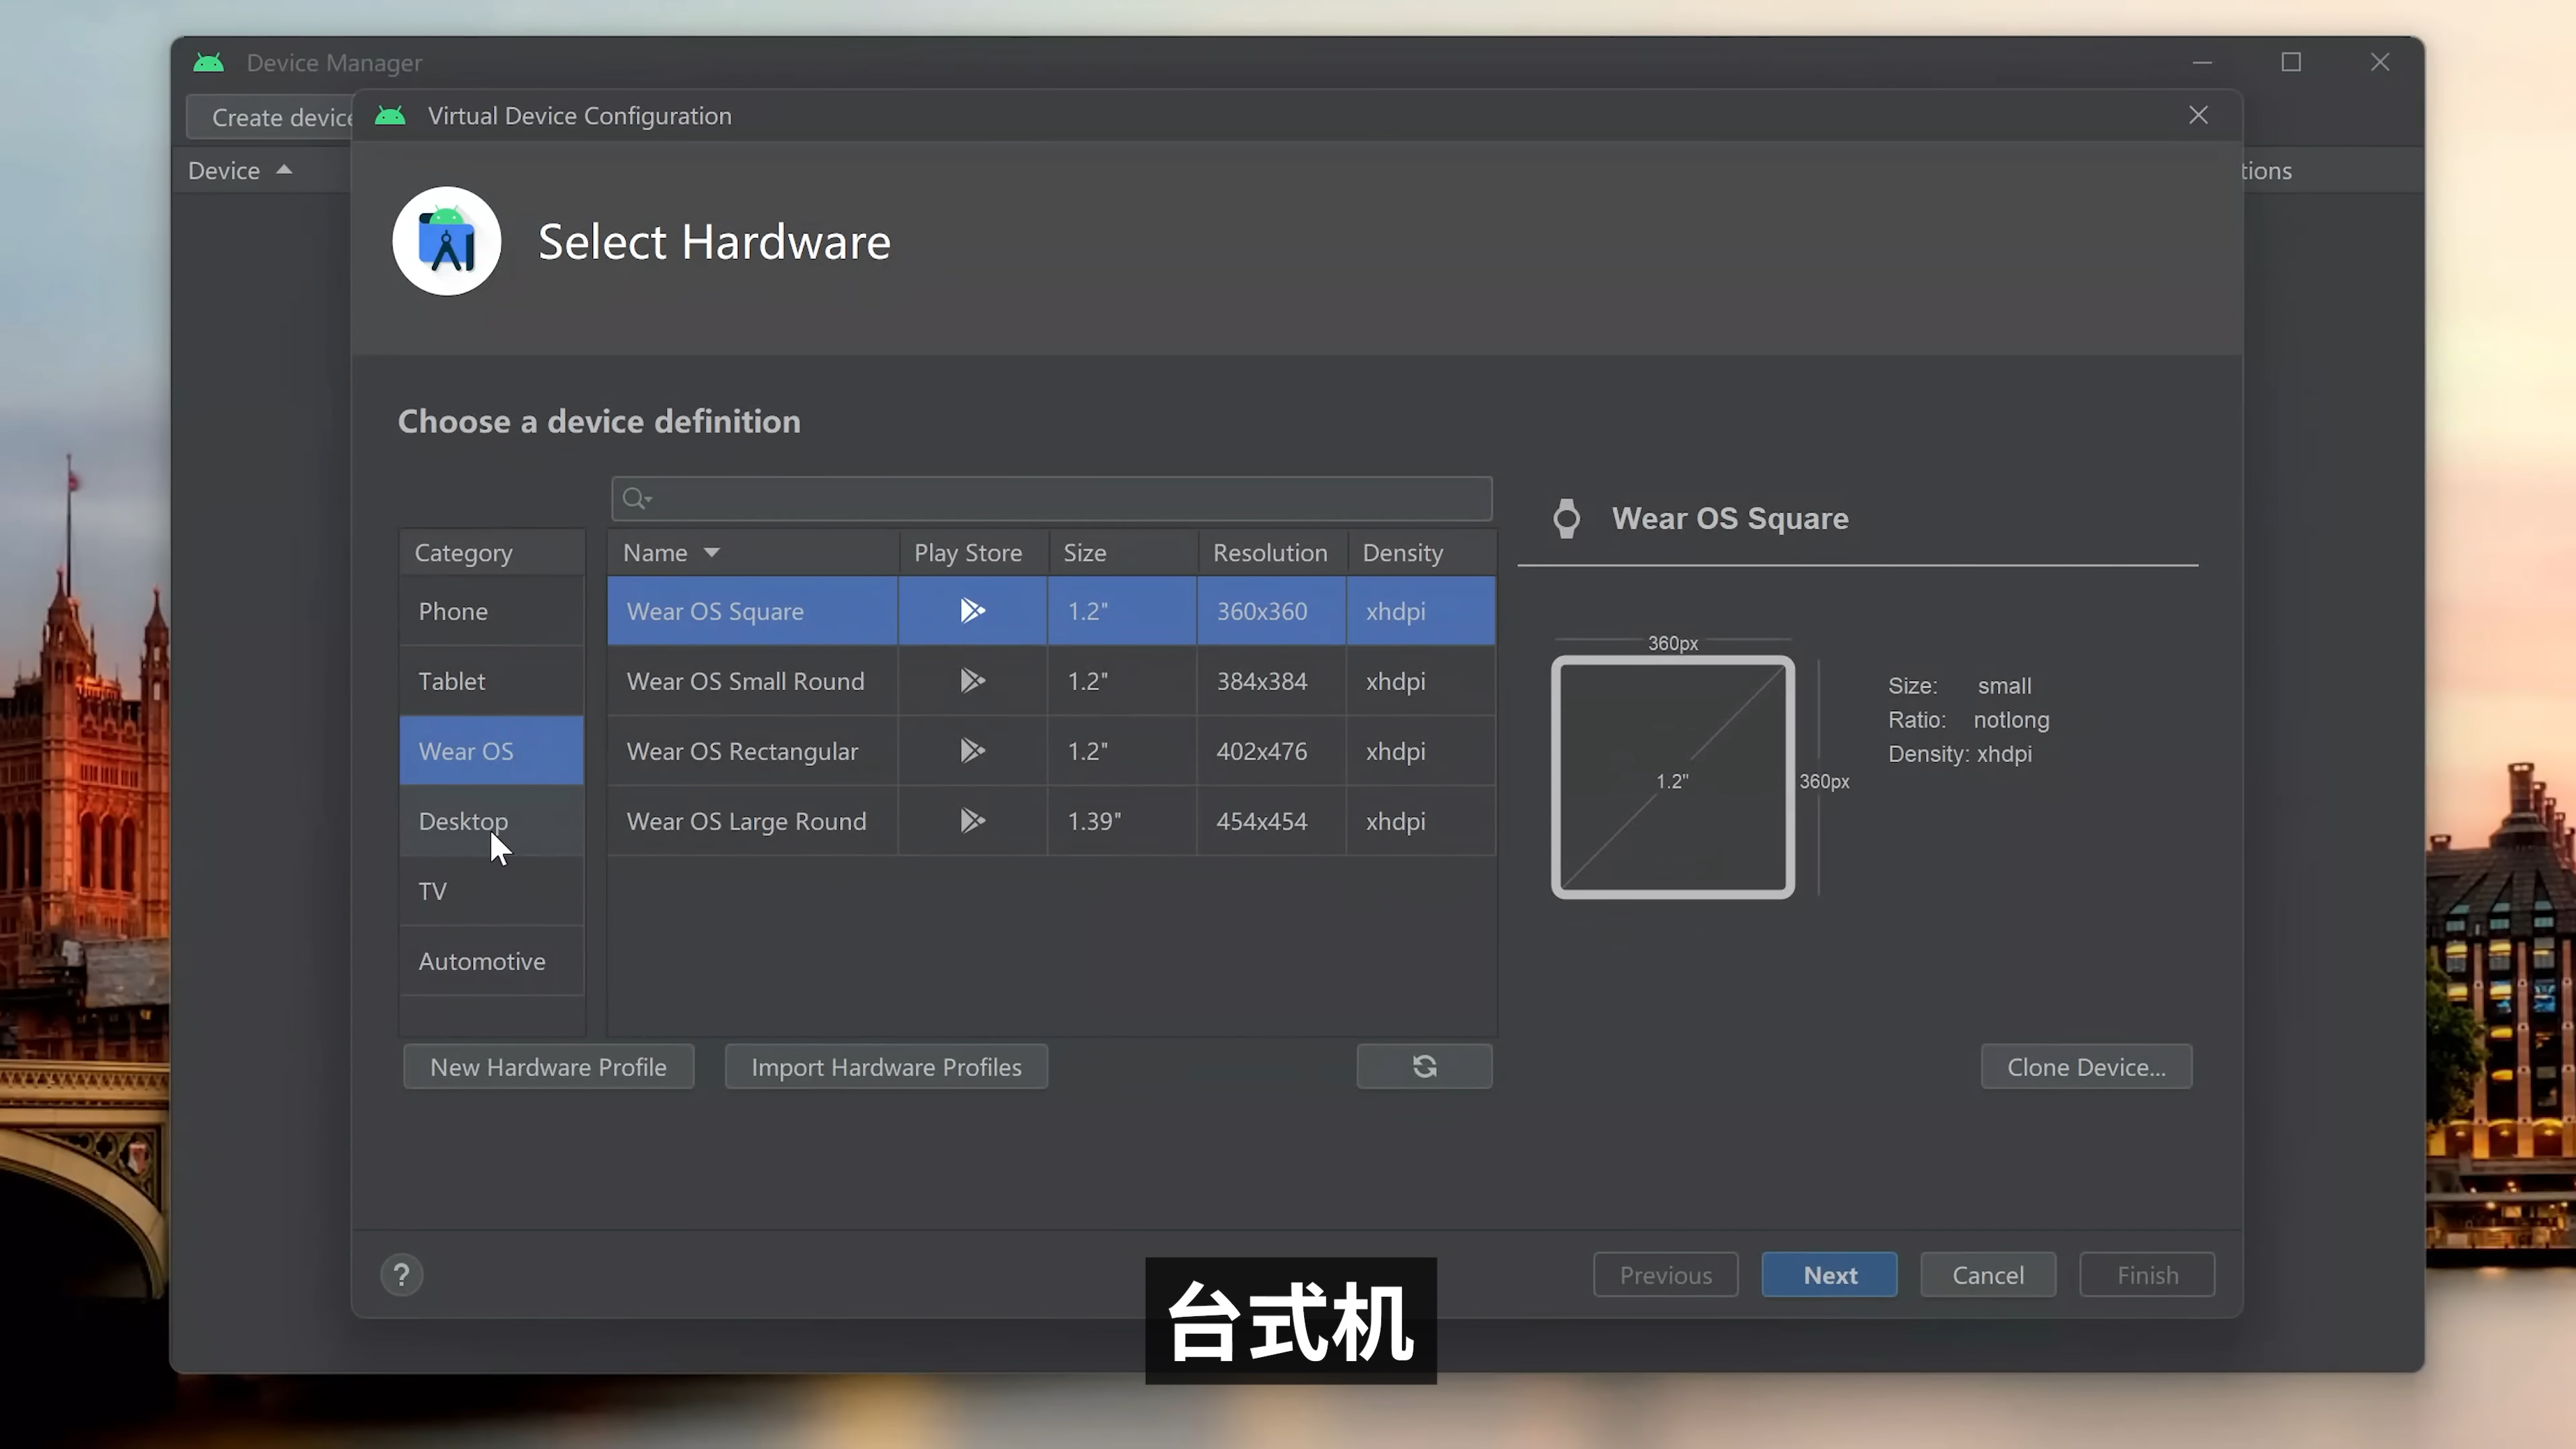 Device Manager
Create device
Virtual Device Configuration
Device
tions
Select Hardware
Choose a device definition
Category
Phone
Tablet
Wear OS
Desktop
TV
Automotive
Name Play Store Size Resolution Density
Wear OS Square 1.2" 360x360 xhdpi
Wear OS Small Round 1.2" 384x384 xhdpi
Wear OS Rectangular 1.2" 402x476 xhdpi
Wear OS Large Round 1.39" 454x454 xhdpi
Wear OS Square
360px
1.2"
360px
Size: small
Ratio: notlong
Density: xhdpi
New Hardware Profile
Import Hardware Profiles
Clone Device...
?
Previous
Next
Cancel
Finish
台式机